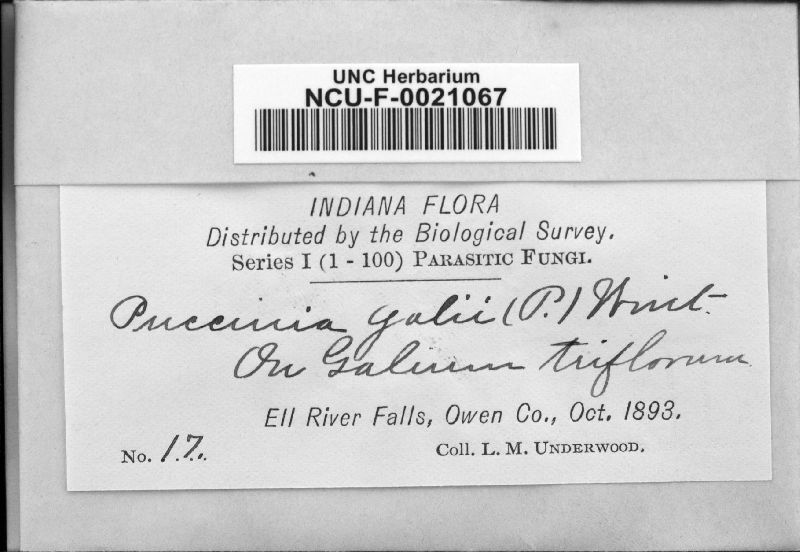 UNC Herbarium
NCU-F-0021067
INDIANA FLORA
Distributed by the Biological Survey.
Series I (1 - 100) PARASITIC FUNGI.
Puccinia galii (P.) Wint.
On Galium triflorum
Ell River Falls, Owen Co., Oct. 1893.
No. 17.
Coll. L. M. UNDERWOOD.